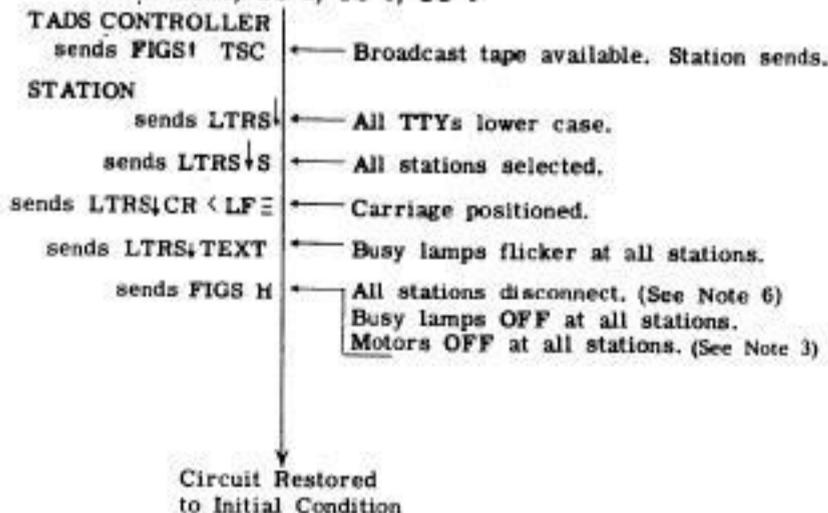 TADS CONTROLLER
sends FIGS↑ TSC Broadcast tape available. Station sends.
STATION
sends LTRS↓ All TTYs lower case.
sends LTRS↓S All stations selected.
sends LTRS↓CR < LF ≡ Carriage positioned.
sends LTRS↓TEXT Busy lamps flicker at all stations.
sends FIGS H All stations disconnect. (See Note 6)
Busy lamps OFF at all stations.
Motors OFF at all stations. (See Note 3)
Circuit Restored
to Initial Condition